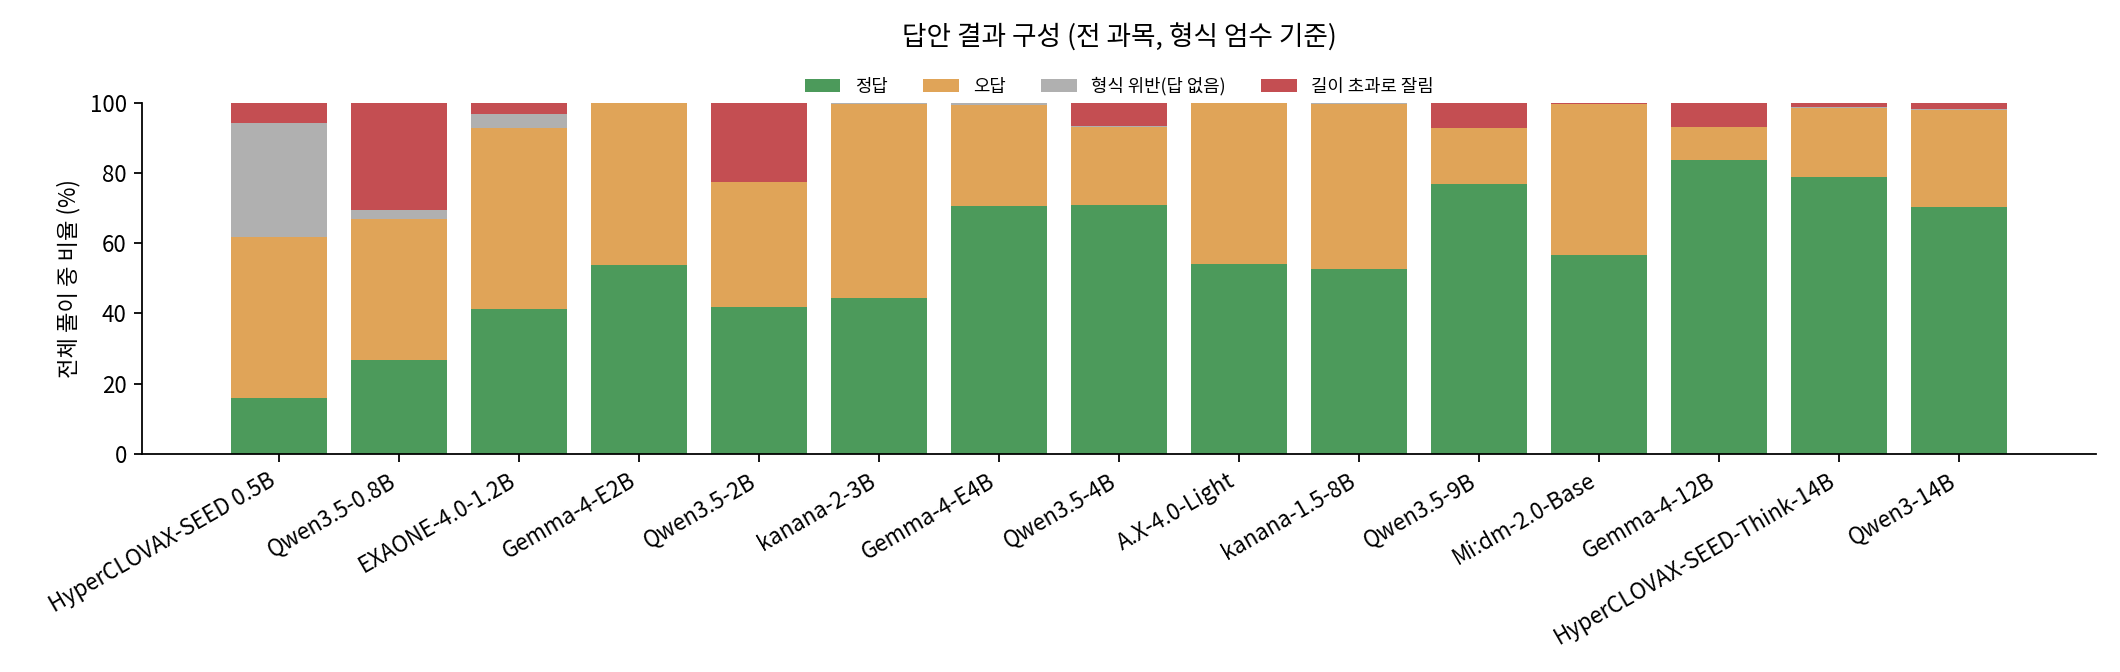 답안 결과 구성 (전 과목, 형식 엄수 기준)
정답 오답 형식 위반(답 없음) 길이 초과로 잘림
전체 풀이 중 비율 (%)
100
80
60
40
20
0
HyperCLOVAX-SEED 0.5B
Qwen3.5-0.8B
EXAONE-4.0-1.2B
Gemma-4-E2B
Qwen3.5-2B
kanana-2-3B
Gemma-4-E4B
Qwen3.5-4B
A.X-4.0-Light
kanana-1.5-8B
Qwen3.5-9B
Mi:dm-2.0-Base
Gemma-4-12B
HyperCLOVAX-SEED-Think-14B
Qwen3-14B